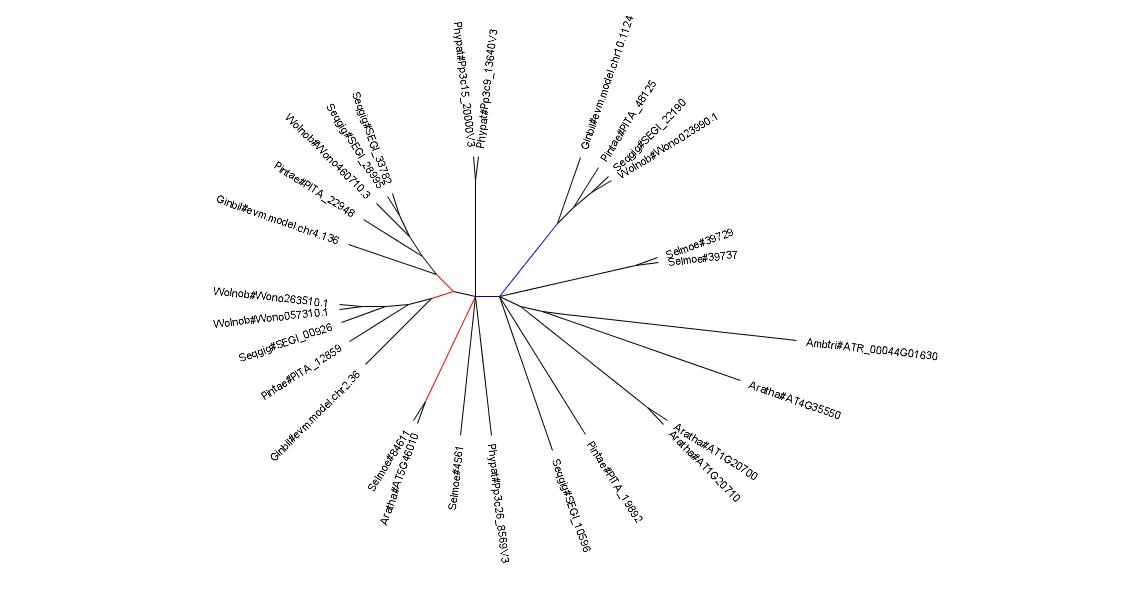 Phypat#Pp3c15_20000V3
Phypat#Pp3c9_13640V3
Ginbil#evm.model.chr10.1124
Pintae#PITA_48125
Seqgig#SEGI_22190
Wolnob#Wono023990.1
Selmoe#39729
Selmoe#39737
Ambtri#ATR_00044G01630
Aratha#AT4G35550
Aratha#AT1G20700
Aratha#AT1G20710
Pintae#PITA_19892
Seqgig#SEGI_10596
Phypat#Pp3c26_8569V3
Selmoe#4561
Aratha#AT5G46010
Selmoe#84611
Ginbil#evm.model.chr2.36
Pintae#PITA_12859
Seqgig#SEGI_00926
Wolnob#Wono057310.1
Wolnob#Wono263510.1
Ginbil#evm.model.chr4.136
Pintae#PITA_22948
Wolnob#Wono460710.3
Seqgig#SEGI_26995
Seqgig#SEGI_33782